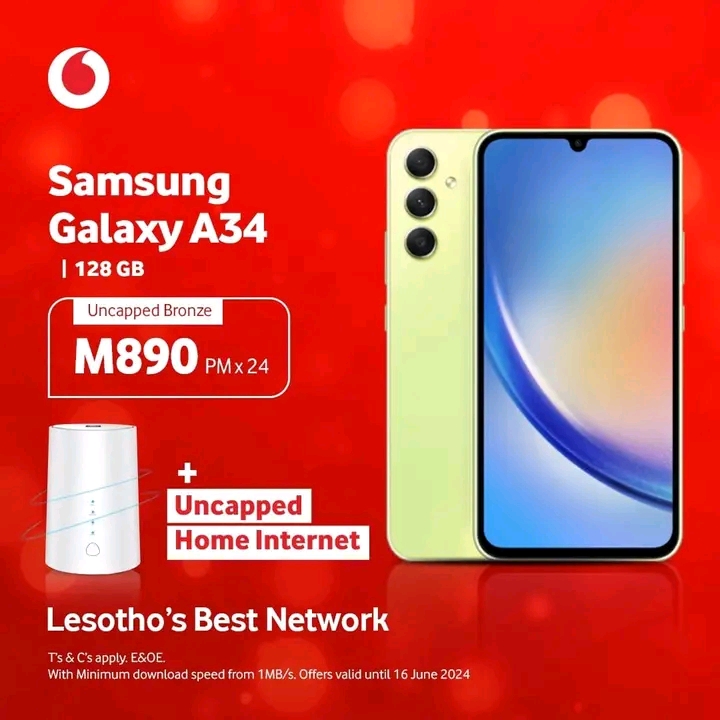 Samsung
Galaxy A34
| 128 GB
Uncapped Bronze
M890 PM x 24
+
Uncapped
Home Internet
Lesotho's Best Network
T's & C's apply. E&OE.
With Minimum download speed from 1MB/s. Offers valid until 16 June 2024